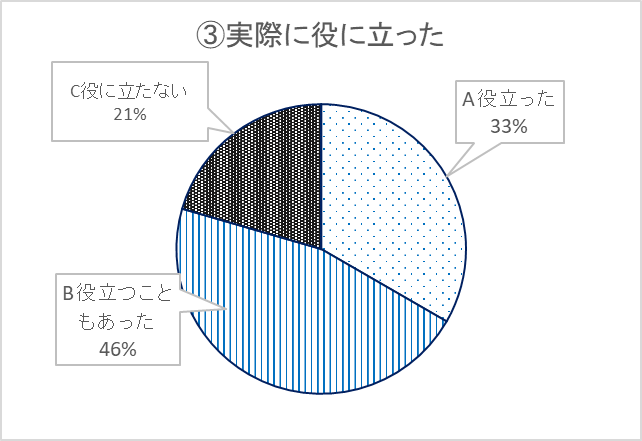 ③実際に役に立った
C役に立たない
21%
A役立った
33%
B役立つこと
もあった
46%